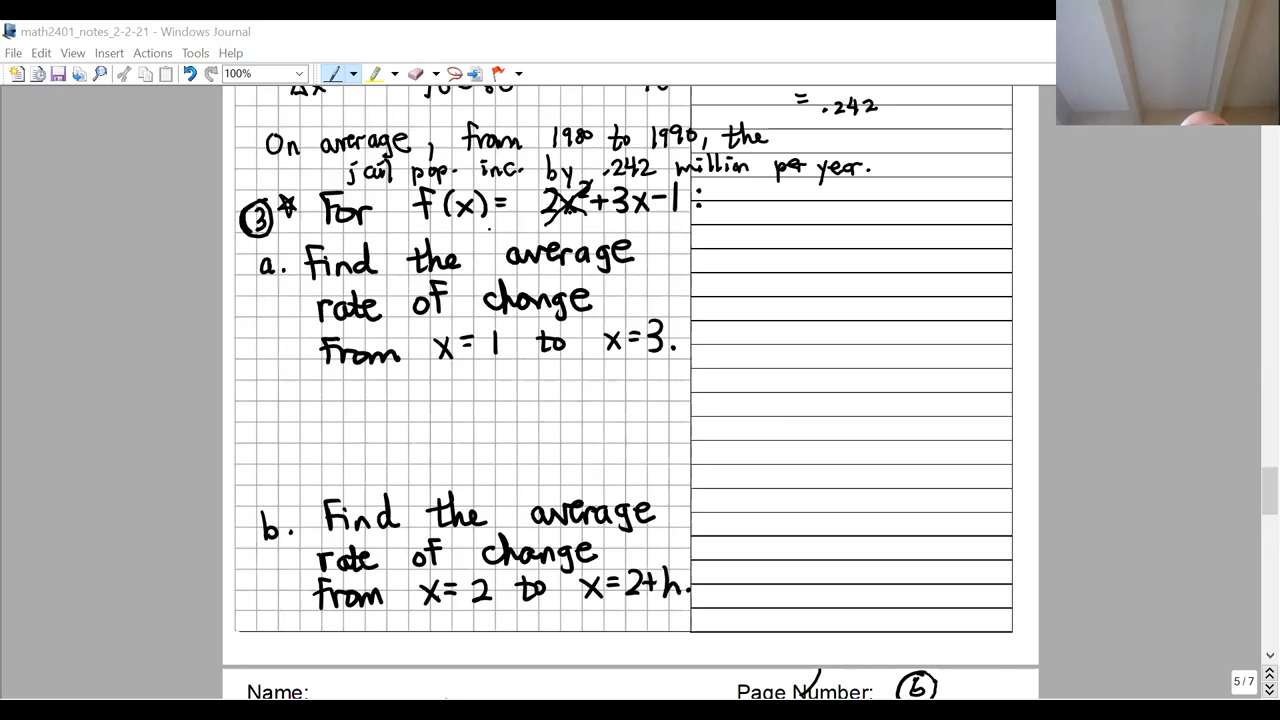 math2401_notes_2-2-21 - Windows Journal
File Edit View Insert Actions Tools Help
100%
= .242
On average, from 1980 to 1990, the
jail pop. inc. by .242 million per year.
③ * For f(x) = 2x²+3x-1 :
a. Find the average
rate of change
from x = 1 to x = 3.
b. Find the average
rate of change
from x = 2 to x = 2+h.
5 / 7
Name:
Page Number: 6